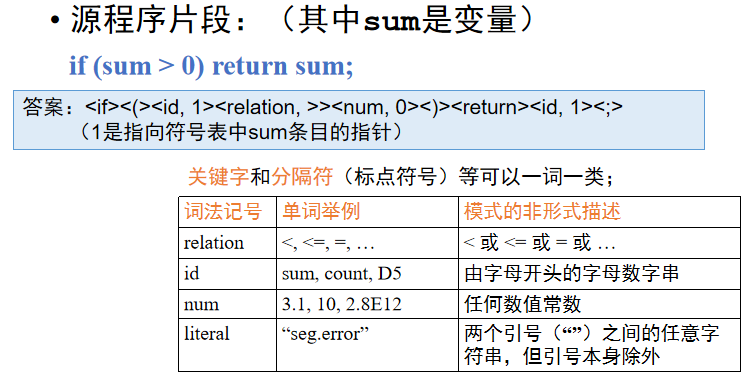 • 源程序片段：（其中sum是变量）
if (sum > 0) return sum;
答案：<if><(><id, 1><relation, >><num, 0><)><return><id, 1><;>
（1是指向符号表中sum条目的指针）
关键字和分隔符（标点符号）等可以一词一类；
词法记号 单词举例 模式的非形式描述
relation <, <=, =, … < 或 <= 或 = 或 …
id sum, count, D5 由字母开头的字母数字串
num 3.1, 10, 2.8E12 任何数值常数
literal “seg.error” 两个引号（“”）之间的任意字
符串，但引号本身除外